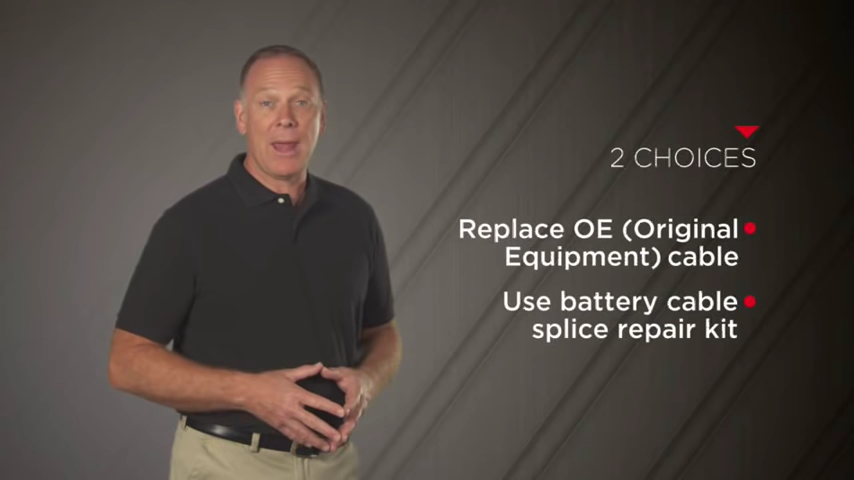 2 CHOICES
Replace OE (Original
Equipment) cable
Use battery cable
splice repair kit